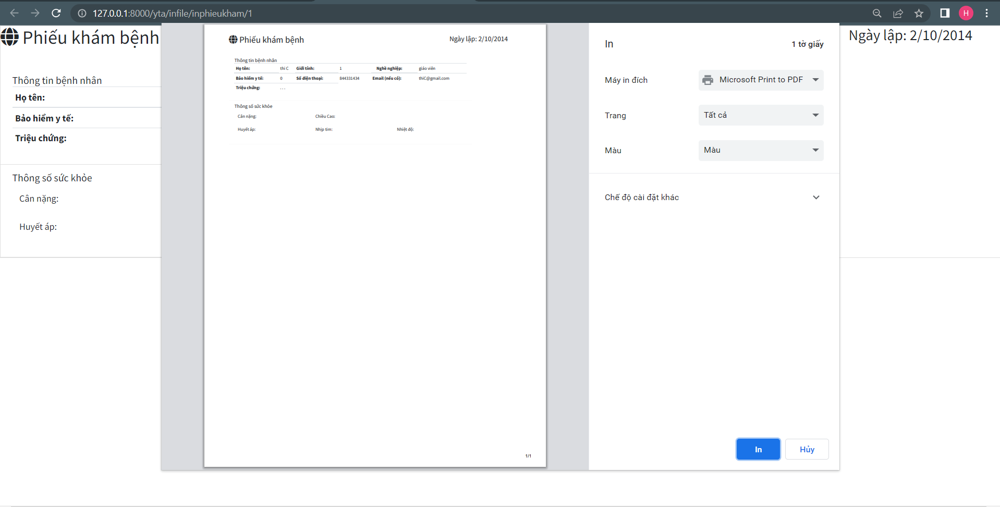 127.0.0.1:8000/yta/infile/inphieukham/1
H
Phiếu khám bệnh
Ngày lập: 2/10/2014
Thông tin bệnh nhân
Họ tên:
Bảo hiểm y tế:
Triệu chứng:
Thông số sức khỏe
Cân nặng:
Huyết áp:
Phiếu khám bệnh Ngày lập: 2/10/2014
Thông tin bệnh nhân
Họ tên: thi C Giới tính: 1 Nghề nghiệp: giáo viên
Bảo hiểm y tế: 0 Số điện thoại: 844331434 Email (nếu có): thiC@gmail.com
Triệu chứng: . . .
Thông số sức khỏe
Cân nặng: Chiều Cao:
Huyết áp: Nhịp tim: Nhiệt độ:
1/1
In 1 tờ giấy
Máy in đích Microsoft Print to PDF
Trang Tất cả
Màu Màu
Chế độ cài đặt khác
In Hủy